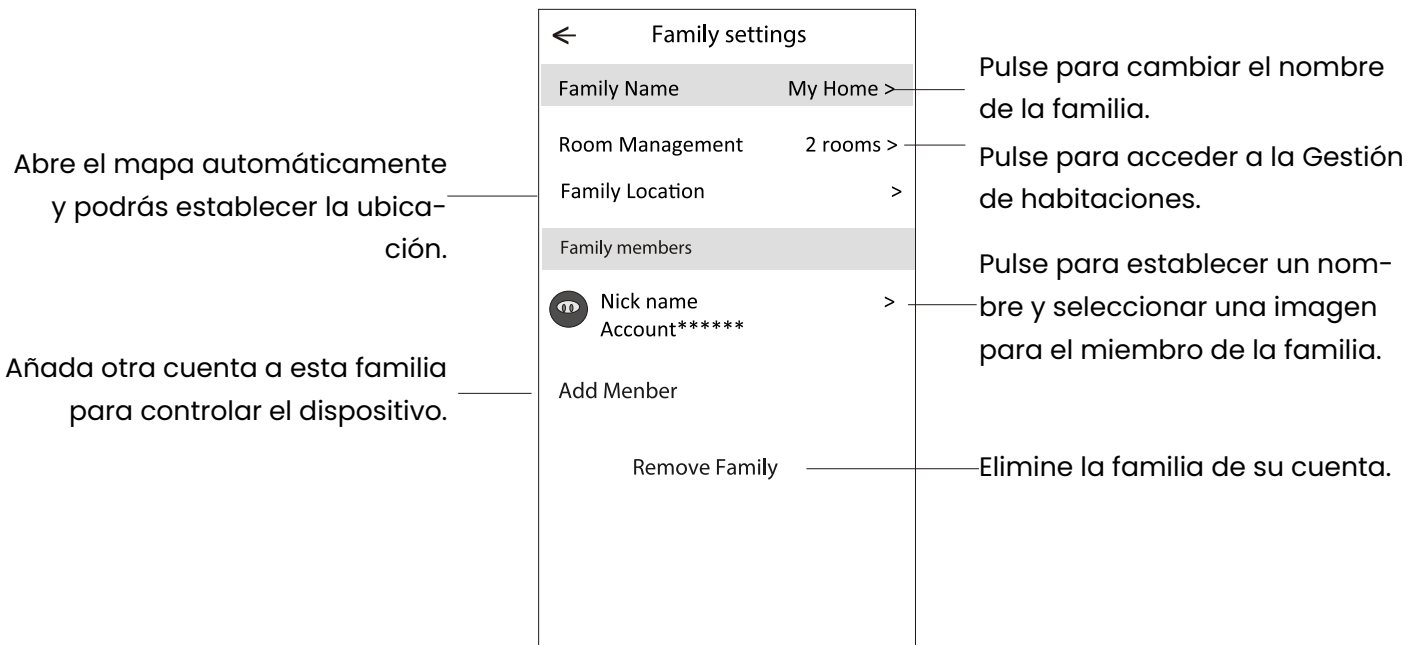 ← Family settings
Family Name My Home >
Pulse para cambiar el nombre
de la familia.
Room Management 2 rooms >
Pulse para acceder a la Gestión
de habitaciones.
Abre el mapa automáticamente
y podrás establecer la ubica-
ción.
Family Location >
Family members
Nick name >
Account******
Pulse para establecer un nom-
bre y seleccionar una imagen
para el miembro de la familia.
Añada otra cuenta a esta familia
para controlar el dispositivo.
Add Menber
Remove Family
Elimine la familia de su cuenta.